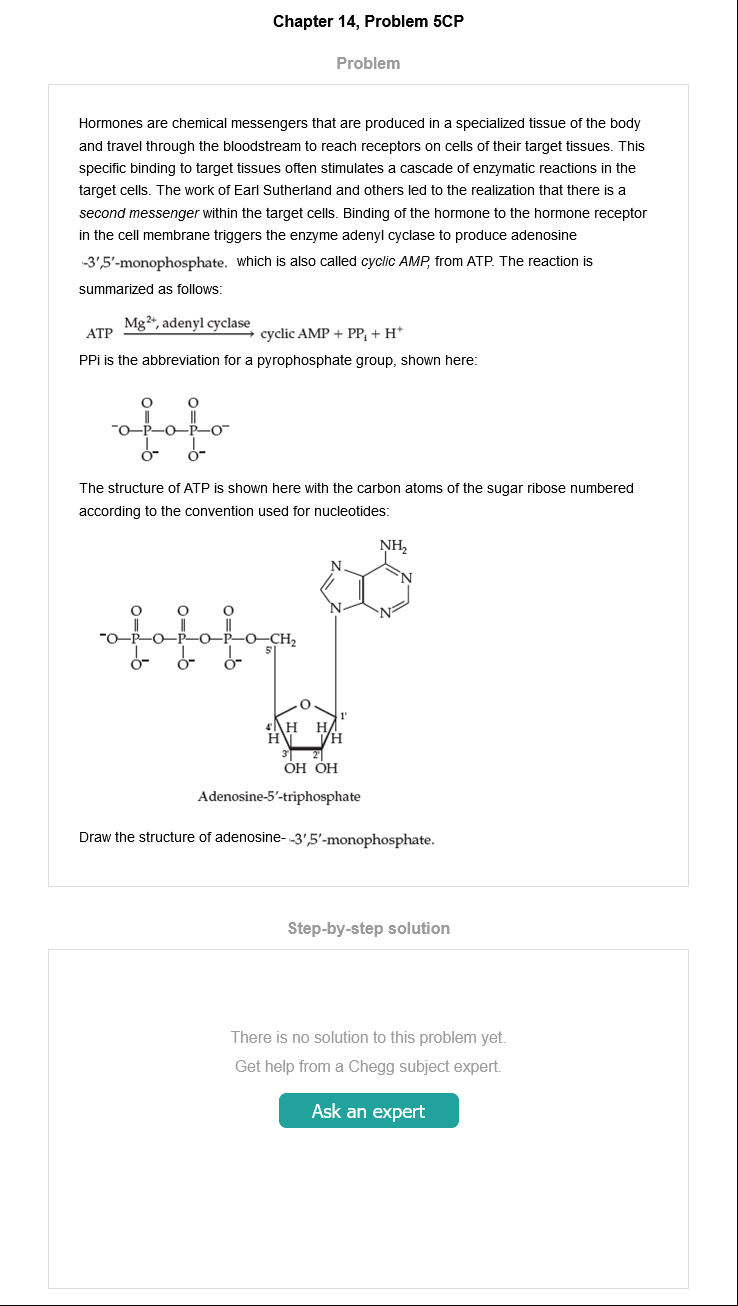 Chapter 14, Problem 5CP
Problem
Hormones are chemical messengers that are produced in a specialized tissue of the body
and travel through the bloodstream to reach receptors on cells of their target tissues. This
specific binding to target tissues often stimulates a cascade of enzymatic reactions in the
target cells. The work of Earl Sutherland and others led to the realization that there is a
second messenger within the target cells. Binding of the hormone to the hormone receptor
in the cell membrane triggers the enzyme adenyl cyclase to produce adenosine
-3′,5′-monophosphate. which is also called cyclic AMP, from ATP. The reaction is
summarized as follows:
Mg²⁺, adenyl cyclase
ATP ⟶ cyclic AMP + PPᵢ + H⁺
PPi is the abbreviation for a pyrophosphate group, shown here:
O O
⁻O—P—O—P—O⁻
O⁻ O⁻
The structure of ATP is shown here with the carbon atoms of the sugar ribose numbered
according to the convention used for nucleotides:
NH₂
N N
N N
O O O
⁻O—P—O—P—O—P—O—CH₂
O⁻ O⁻ O⁻ 5′
O
4′ H H 1′
H H
3′ 2′
OH OH
Adenosine-5′-triphosphate
Draw the structure of adenosine- -3′,5′-monophosphate.
Step-by-step solution
There is no solution to this problem yet.
Get help from a Chegg subject expert.
Ask an expert